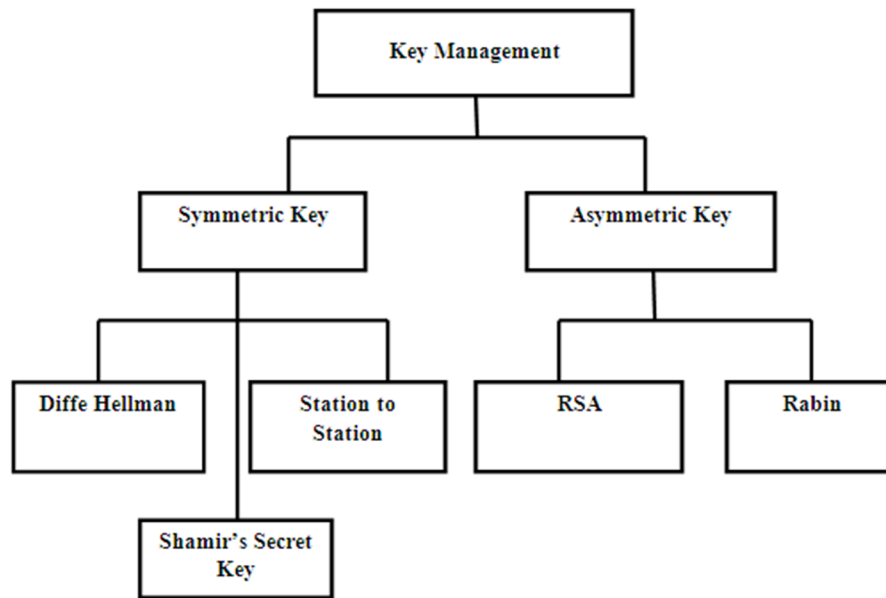 Key Management
Symmetric Key
Asymmetric Key
Diffe Hellman
Station to
Station
RSA
Rabin
Shamir's Secret
Key